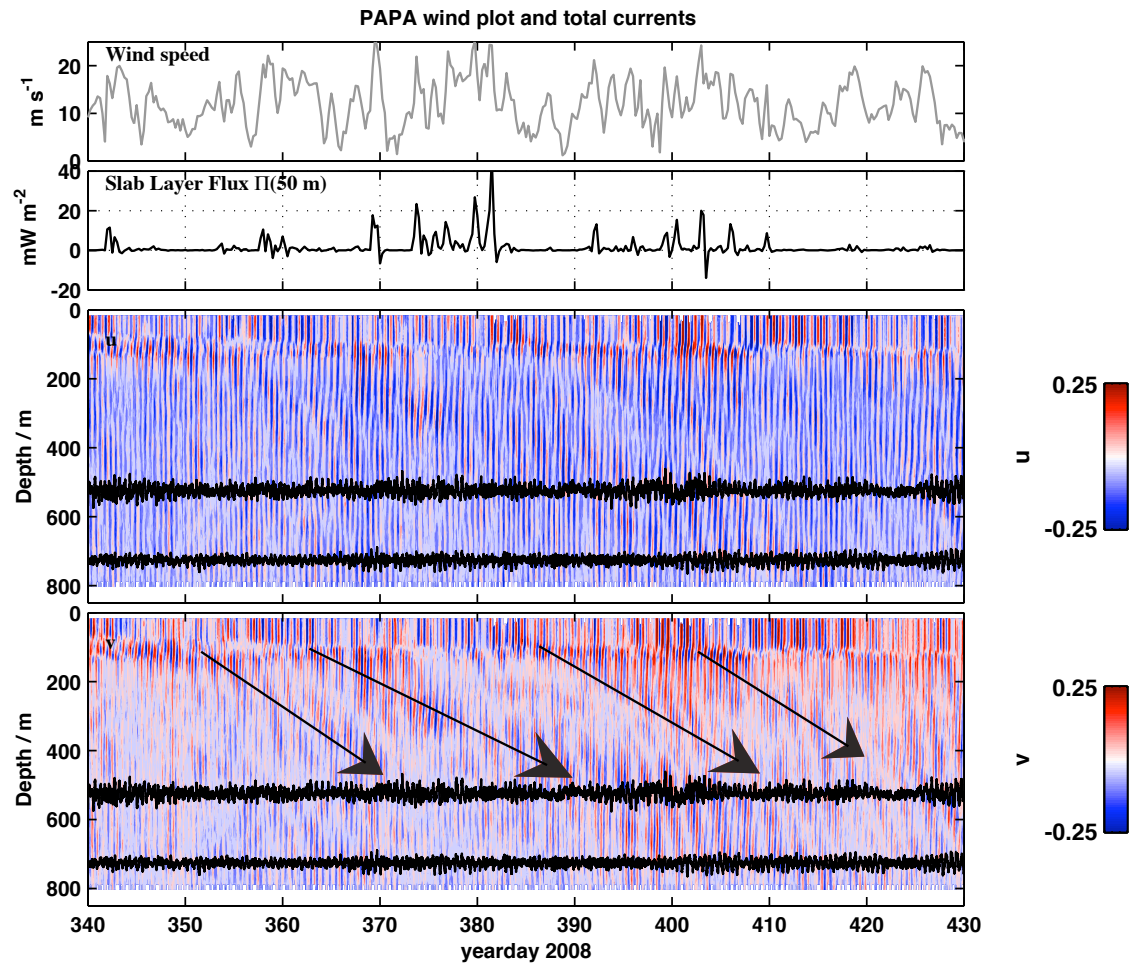 PAPA wind plot and total currents
Wind speed
20
10
0
m s-1
Slab Layer Flux Π(50 m)
40
20
0
-20
mW m-2
u
0
200
400
600
800
Depth / m
0.25
-0.25
u
v
0
200
400
600
800
Depth / m
0.25
-0.25
v
340 350 360 370 380 390 400 410 420 430
yearday 2008